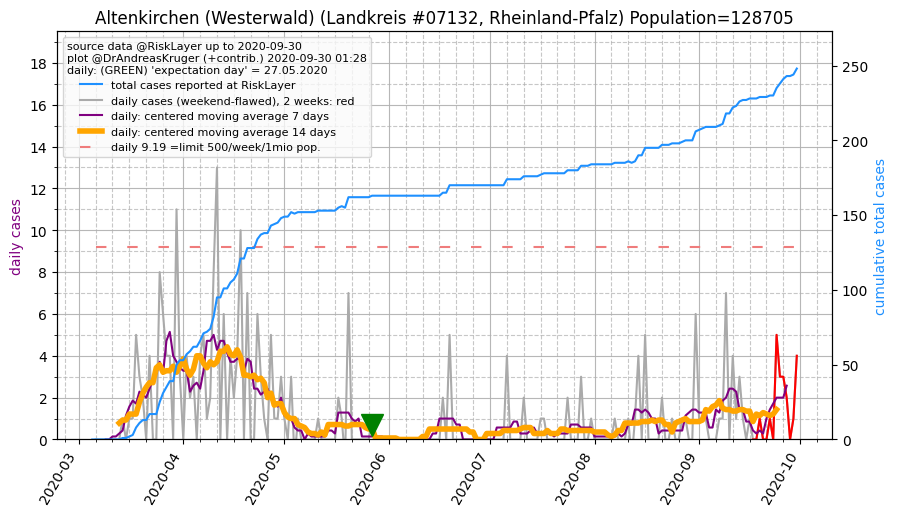 Altenkirchen (Westerwald) (Landkreis #07132, Rheinland-Pfalz) Population=128705
source data @RiskLayer up to 2020-09-30
plot @DrAndreasKruger (+contrib.) 2020-09-30 01:28
daily: (GREEN) 'expectation day' = 27.05.2020
total cases reported at RiskLayer
daily cases (weekend-flawed), 2 weeks: red
daily: centered moving average 7 days
daily: centered moving average 14 days
daily 9.19 =limit 500/week/1mio pop.
daily cases
18
16
14
12
10
8
6
4
2
0
cumulative total cases
250
200
150
100
50
0
2020-03
2020-04
2020-05
2020-06
2020-07
2020-08
2020-09
2020-10